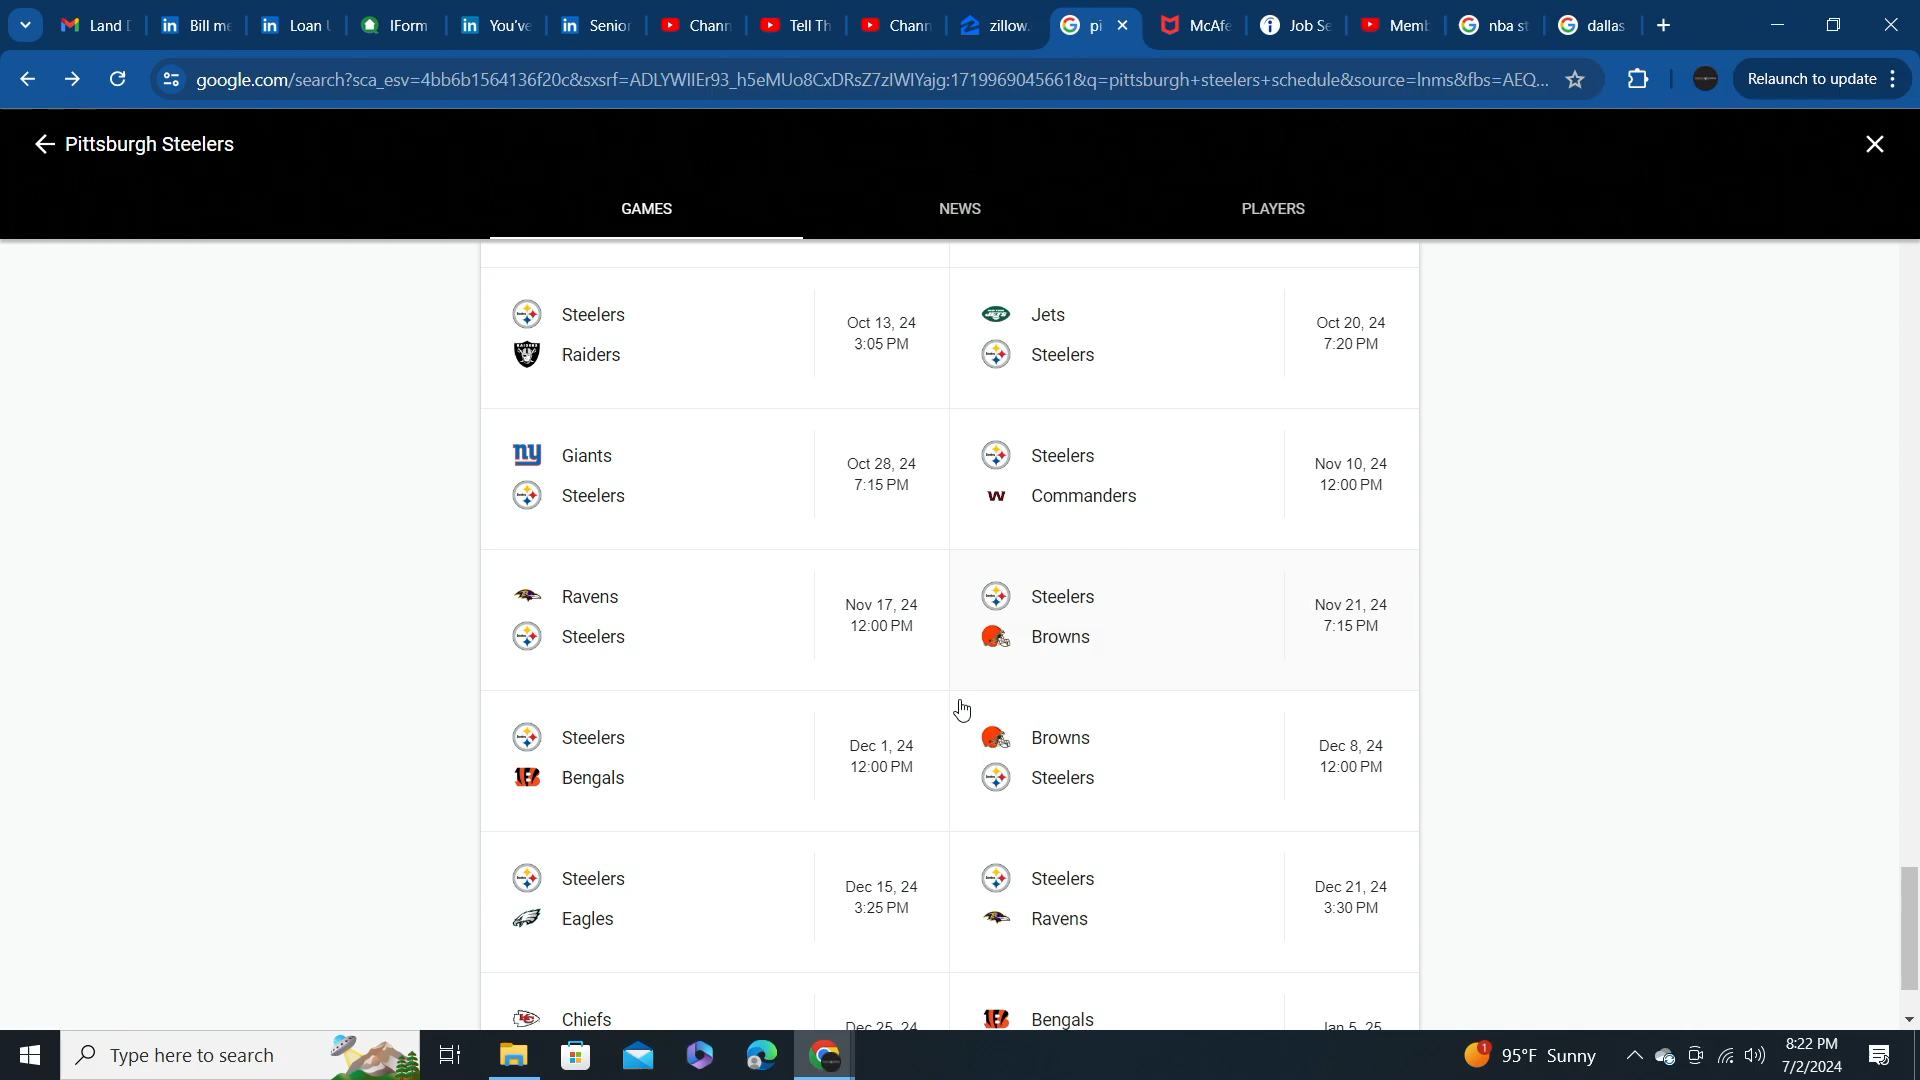 Land D
Bill me
Loan U
IForm
You've
Senior
Chann
Tell Th
Chann
zillow.
pi
McAfe
Job Se
Memb
nba st
dallas
google.com/search?sca_esv=4bb6b1564136f20c&sxsrf=ADLYWIIEr93_h5eMUo8CxDRsZ7zIWIYajg:1719969045661&q=pittsburgh+steelers+schedule&source=lnms&fbs=AEQ...
Relaunch to update
Pittsburgh Steelers
GAMES
NEWS
PLAYERS
Steelers
Raiders
Oct 13, 24
3:05 PM
Jets
Steelers
Oct 20, 24
7:20 PM
Giants
Steelers
Oct 28, 24
7:15 PM
Steelers
Commanders
Nov 10, 24
12:00 PM
Ravens
Steelers
Nov 17, 24
12:00 PM
Steelers
Browns
Nov 21, 24
7:15 PM
Steelers
Bengals
Dec 1, 24
12:00 PM
Browns
Steelers
Dec 8, 24
12:00 PM
Steelers
Eagles
Dec 15, 24
3:25 PM
Steelers
Ravens
Dec 21, 24
3:30 PM
Chiefs
Dec 25, 24
Bengals
Jan 5, 25
Type here to search
95°F Sunny
8:22 PM
7/2/2024